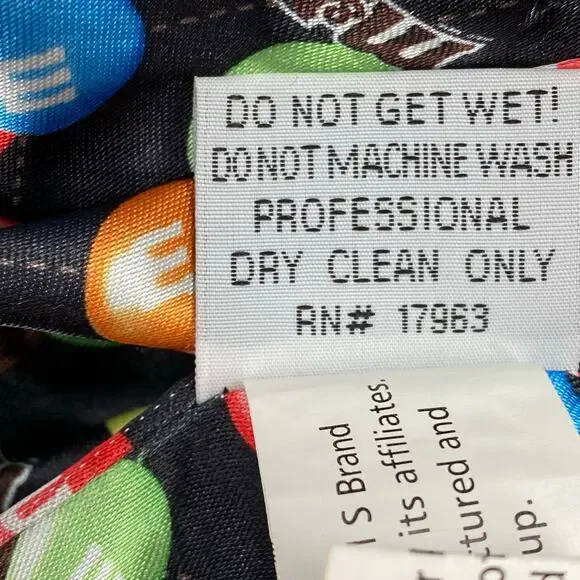 DO NOT GET WET!
DO NOT MACHINE WASH
PROFESSIONAL
DRY CLEAN ONLY
RN# 17963
I S Brand
its affiliates.
tured and
up.